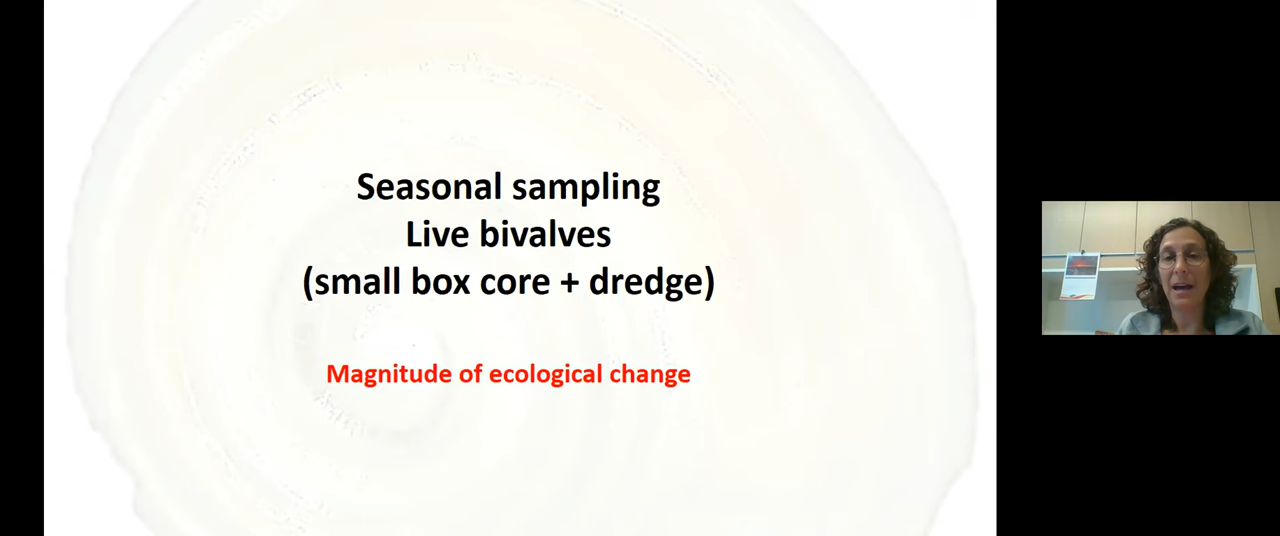 Seasonal sampling
Live bivalves
(small box core + dredge)
Magnitude of ecological change